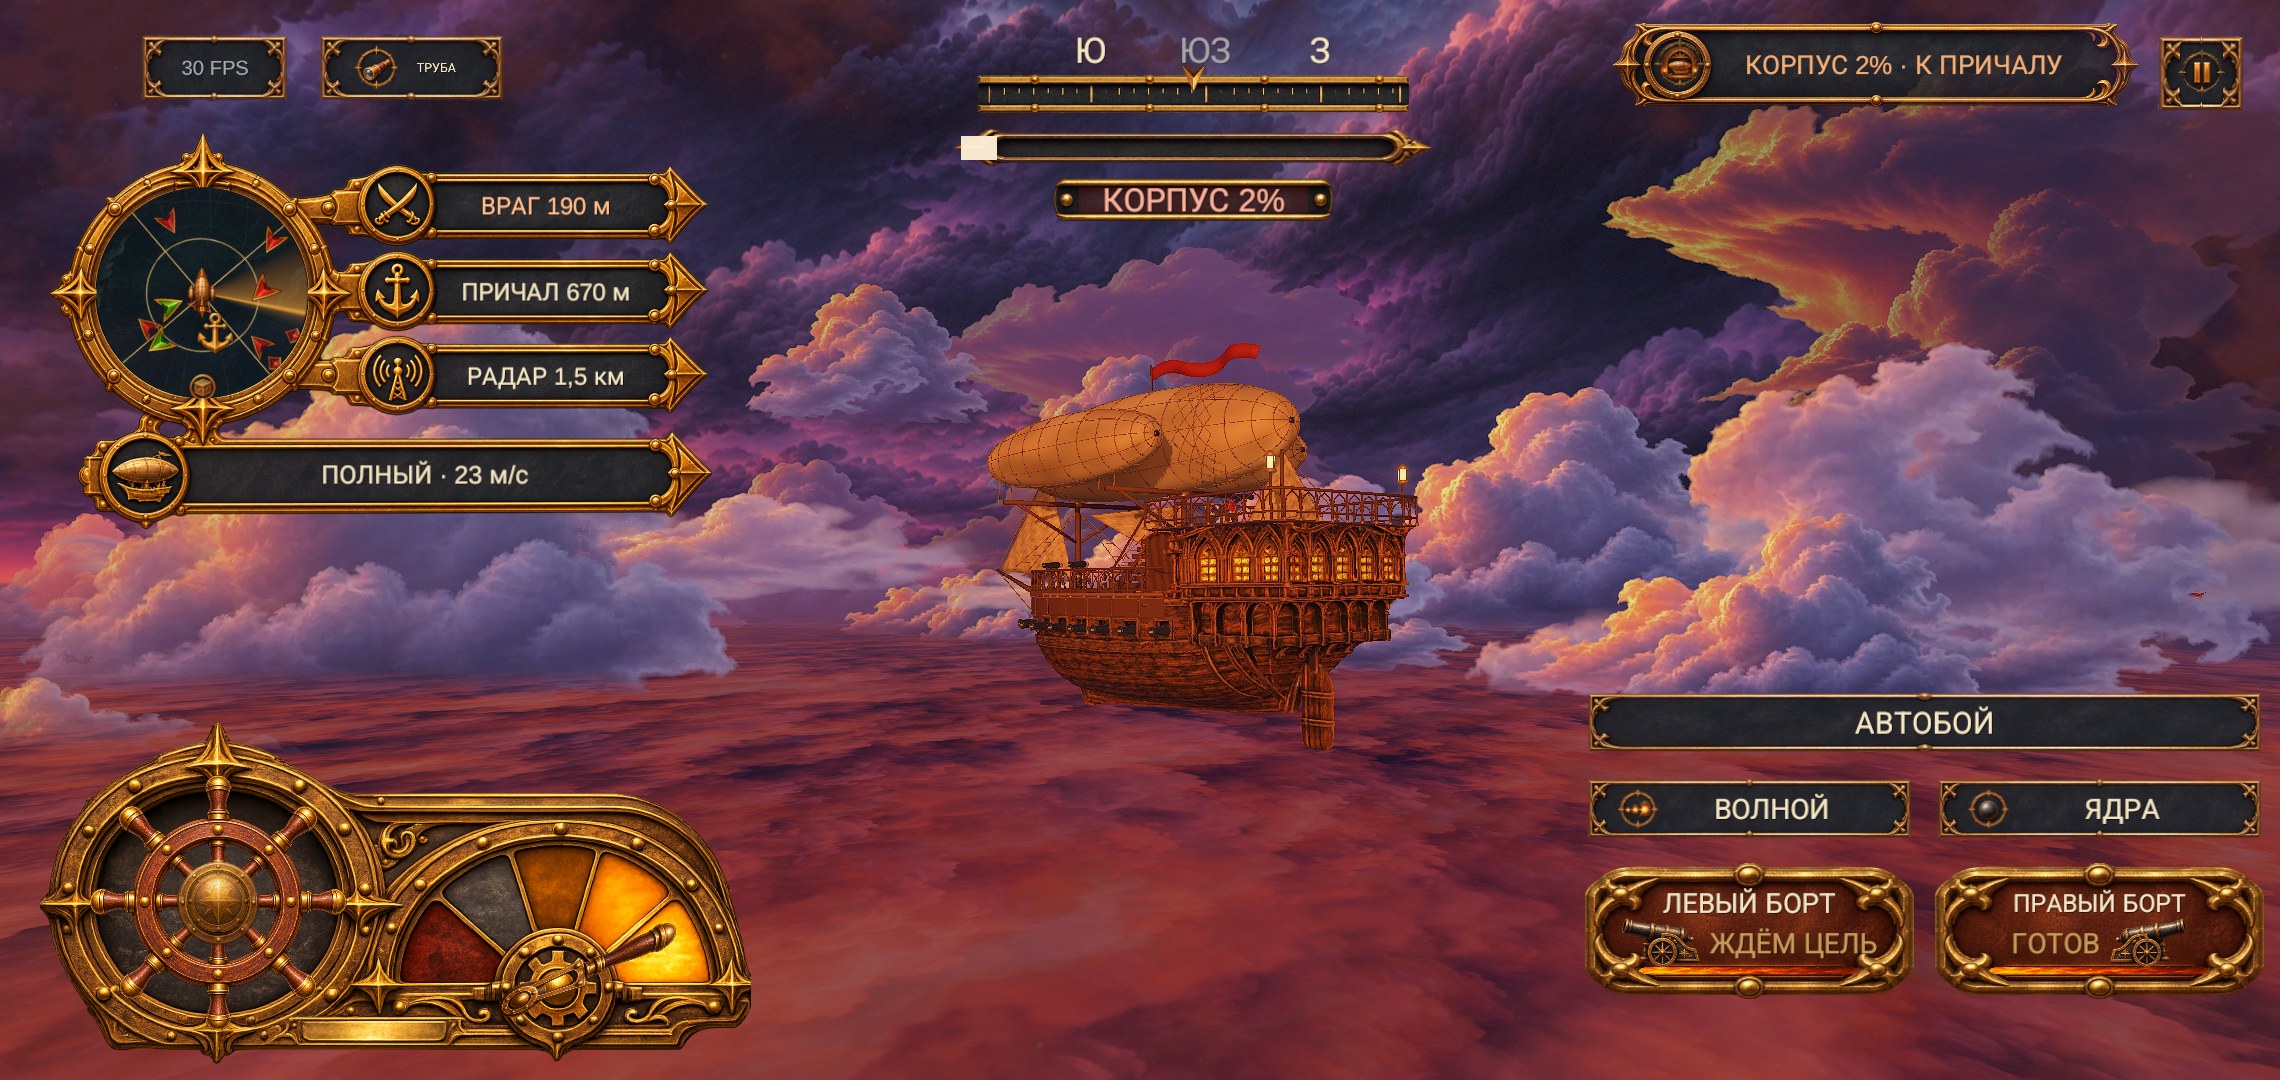 30 FPS
ТРУБА
Ю ЮЗ З
КОРПУС 2% · К ПРИЧАЛУ
КОРПУС 2%
ВРАГ 190 м
ПРИЧАЛ 670 м
РАДАР 1,5 км
ПОЛНЫЙ · 23 м/с
АВТОБОЙ
ВОЛНОЙ
ЯДРА
ЛЕВЫЙ БОРТ
ЖДЁМ ЦЕЛЬ
ПРАВЫЙ БОРТ
ГОТОВ